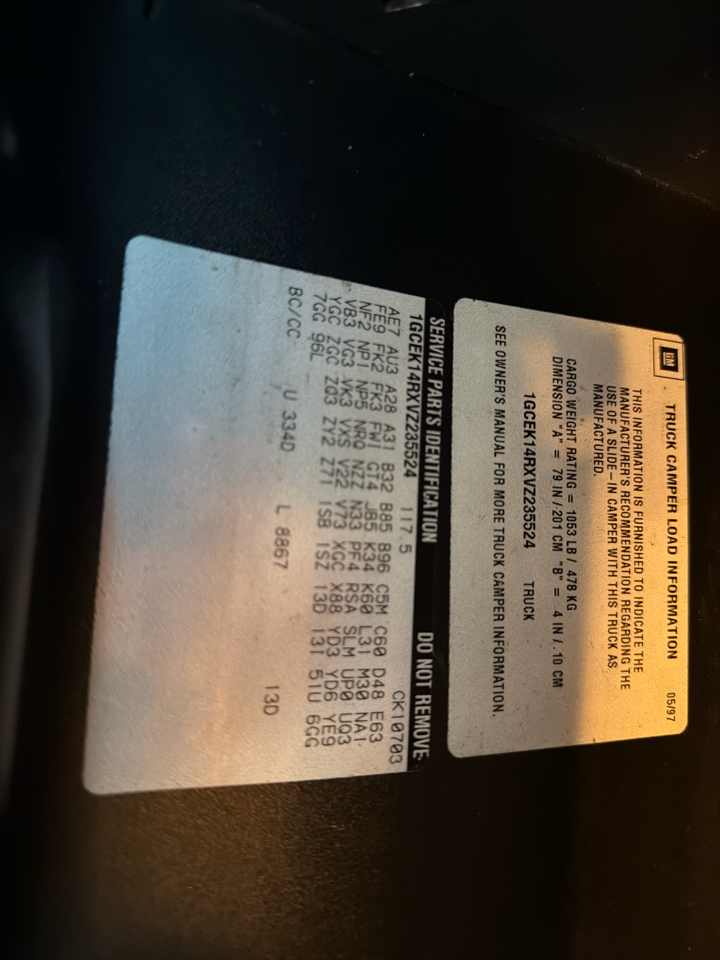 GM
TRUCK CAMPER LOAD INFORMATION 05/97
THIS INFORMATION IS FURNISHED TO INDICATE THE
MANUFACTURER'S RECOMMENDATION REGARDING THE
USE OF A SLIDE-IN CAMPER WITH THIS TRUCK AS
MANUFACTURED.
CARGO WEIGHT RATING = 1053 LB / 478 KG
DIMENSION "A" = 79 IN / 201 CM "B" = 4 IN / 10 CM
1GCEK14RXVZ235524 TRUCK
SEE OWNER'S MANUAL FOR MORE TRUCK CAMPER INFORMATION.
SERVICE PARTS IDENTIFICATION DO NOT REMOVE
1GCEK14RXVZ235524 117.5 CK10703
AE7 AU3 A28 A31 B32 B85 B96 C5M C60 D48 E63
FE9 FK2 FK3 FW1 GT4 J85 K34 K60 L31 M30 NA1
NF2 NP1 NP5 NRQ NZZ N33 PF4 RSA SLM UP0 UQ3
VB3 VG3 VK3 VXS V22 V73 XGC X88 YD3 YD6 YE9
YGC ZGC ZQ3 ZY2 Z71 1SB 1SZ 13D 13I 51U 6GG
7GG 96L
BC/CC U 334D L 8867 13D